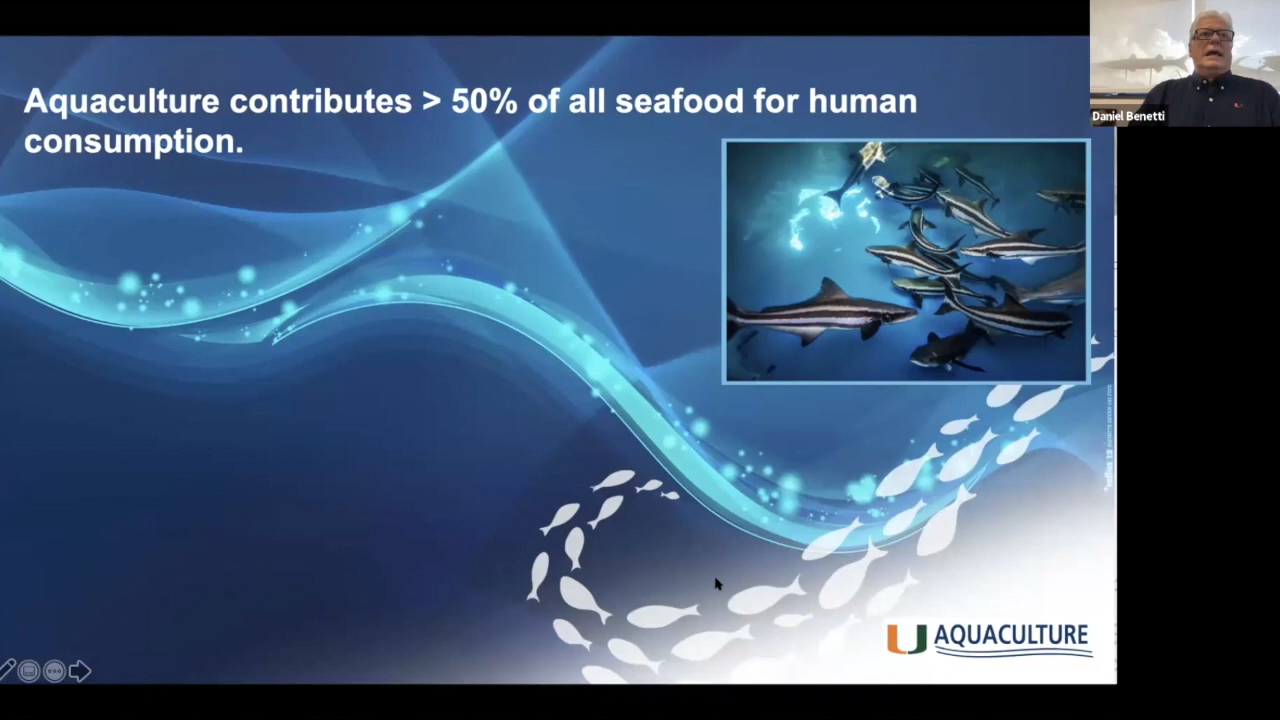 Aquaculture contributes > 50% of all seafood for human
consumption.
Daniel Benetti
U AQUACULTURE